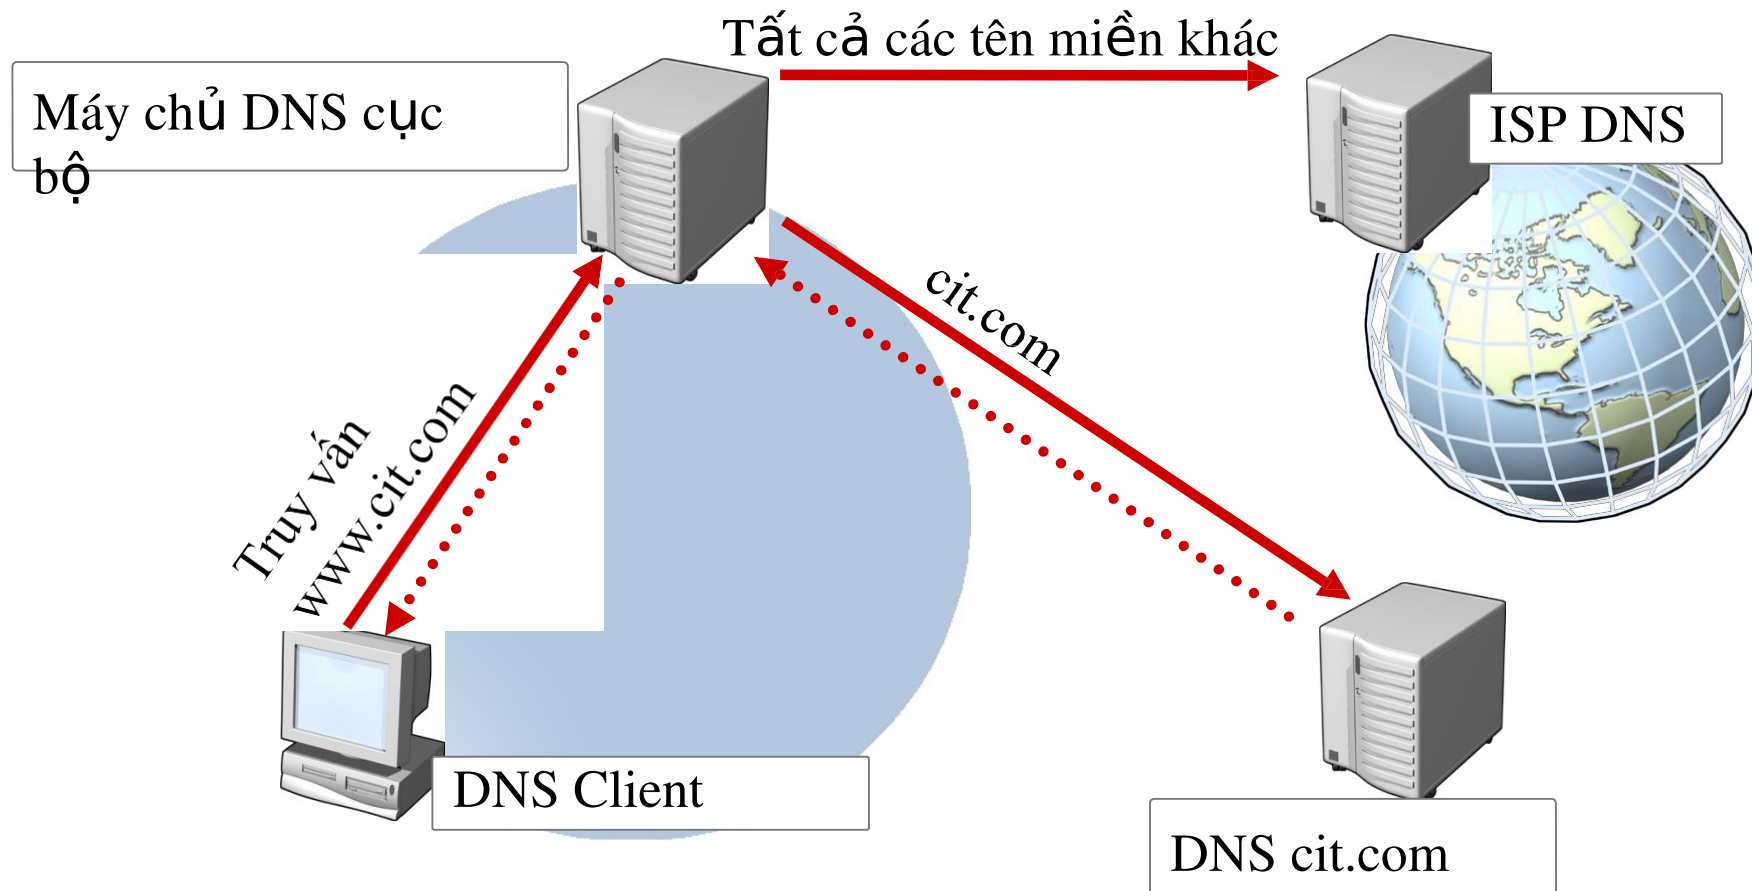 Tất cả các tên miền khác
Máy chủ DNS cục
bộ
ISP DNS
cit.com
Truy vấn
www.cit.com
DNS Client
DNS cit.com